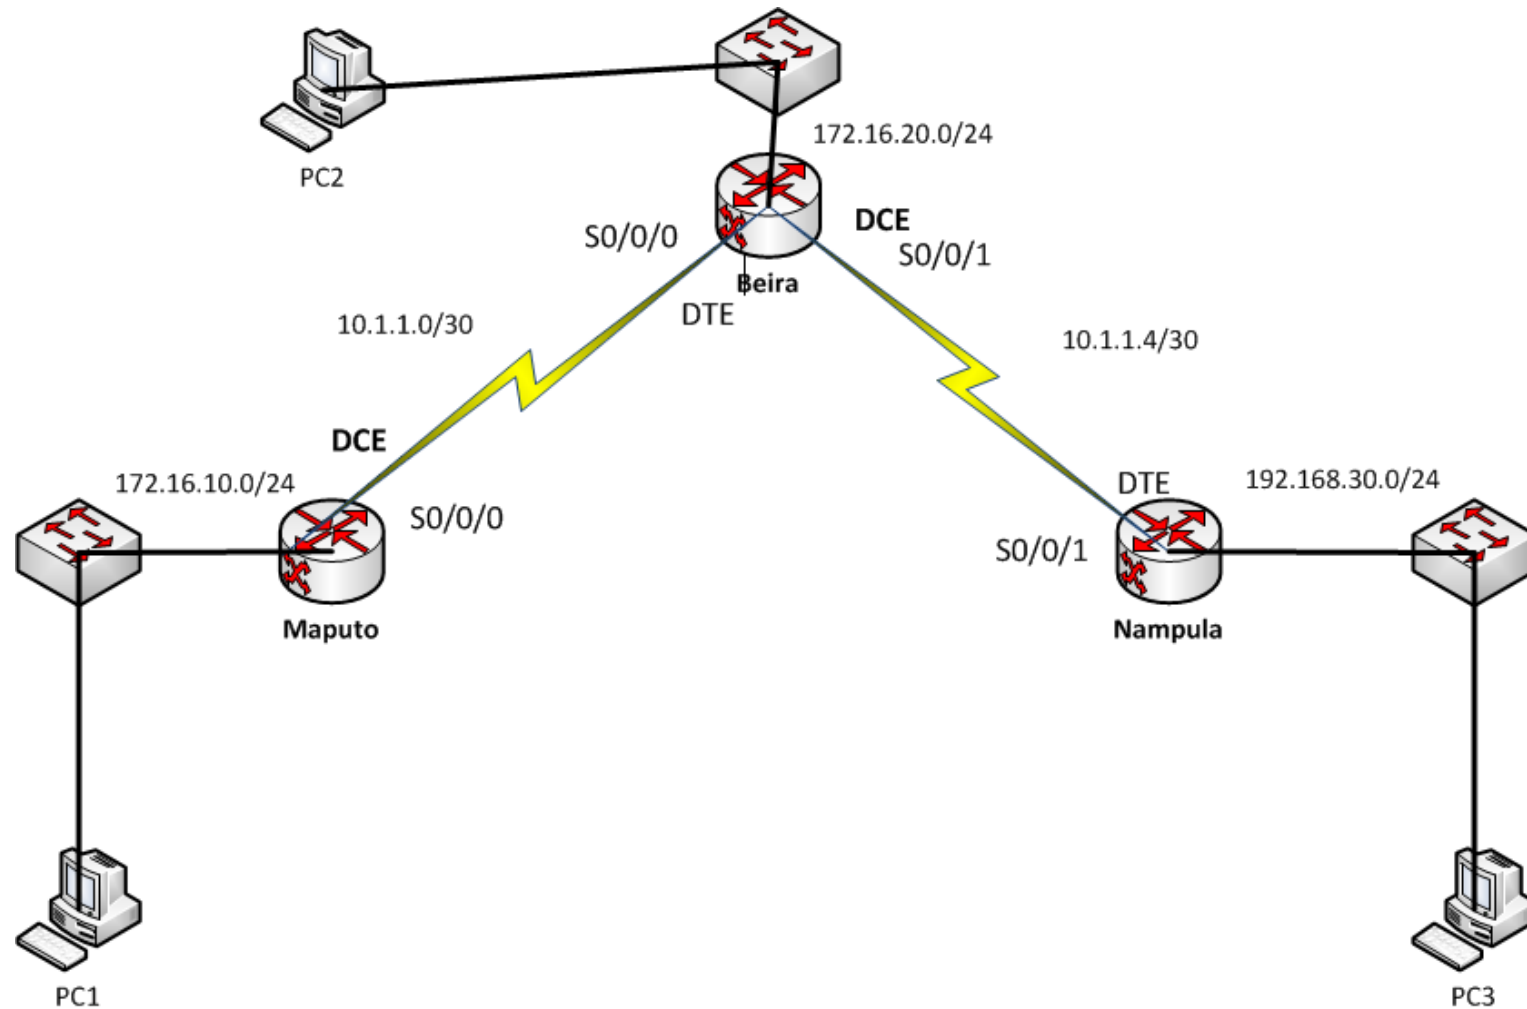 172.16.20.0/24
PC2
DCE
S0/0/0
S0/0/1
Beira
DTE
10.1.1.0/30
10.1.1.4/30
DCE
172.16.10.0/24
DTE
192.168.30.0/24
S0/0/0
S0/0/1
Maputo
Nampula
PC1
PC3